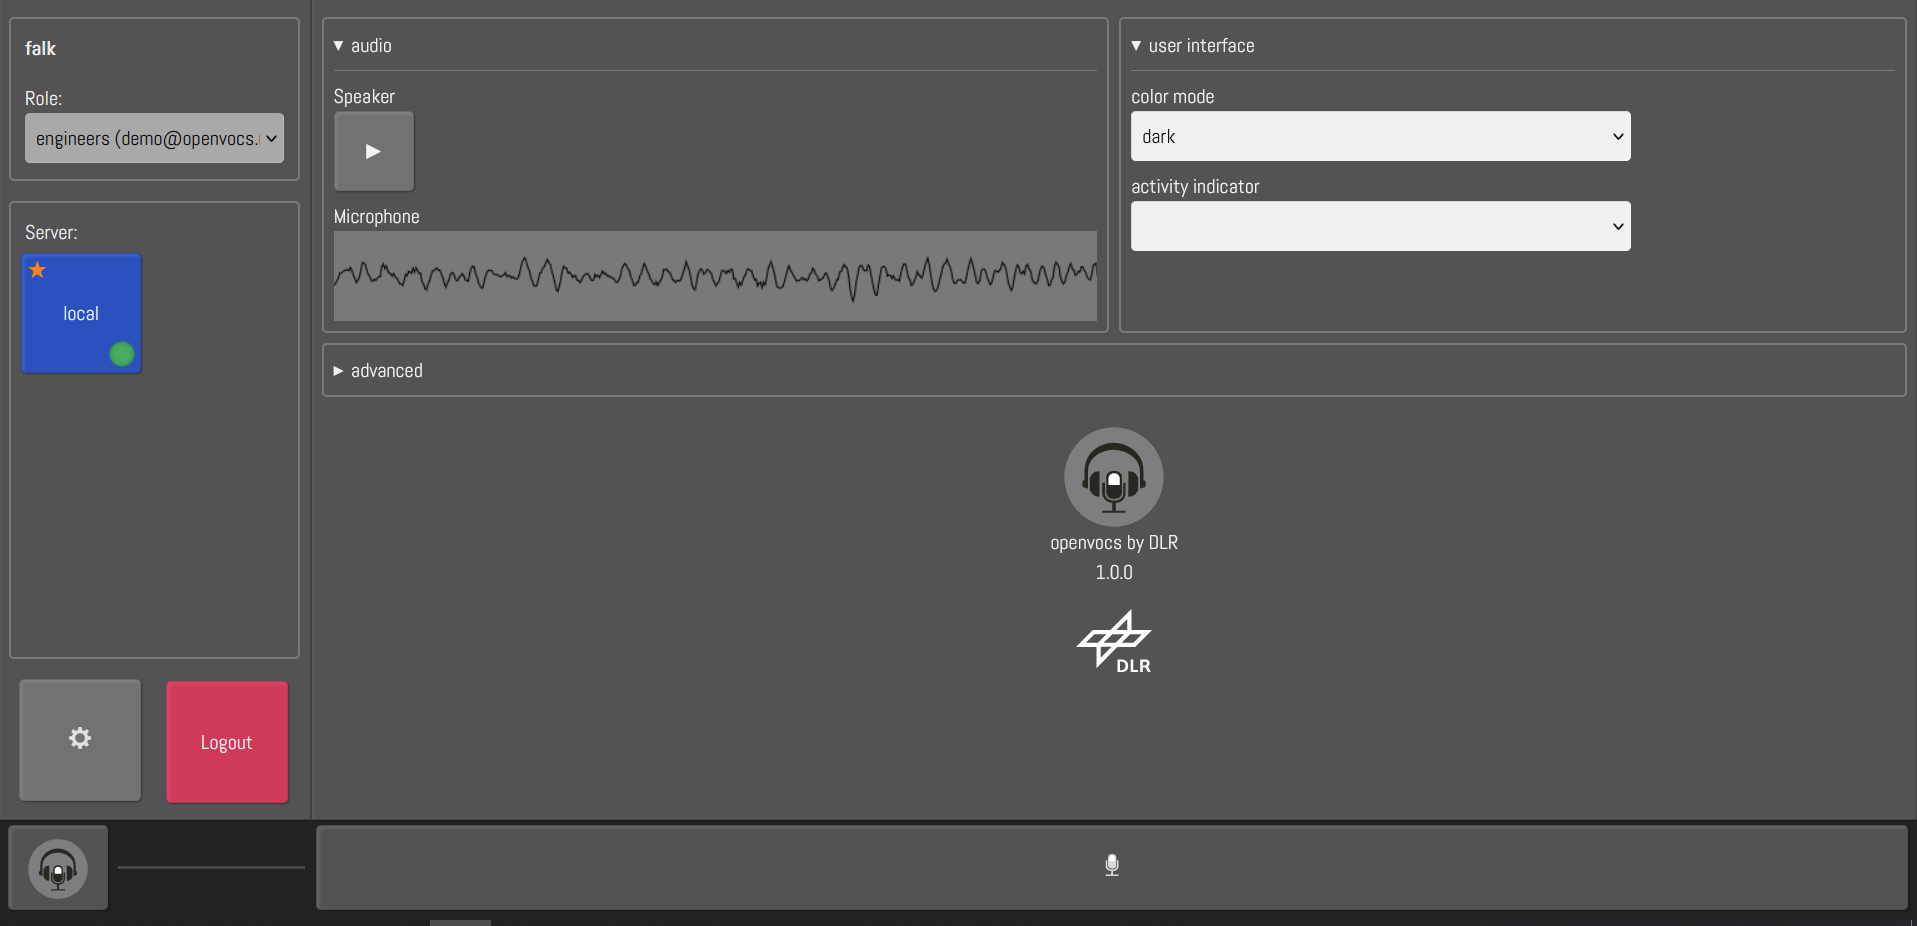 falk
Role:
engineers (demo@openvocs.
Server:
local
Logout
audio
Speaker
Microphone
user interface
color mode
dark
activity indicator
advanced
openvocs by DLR
1.0.0
DLR